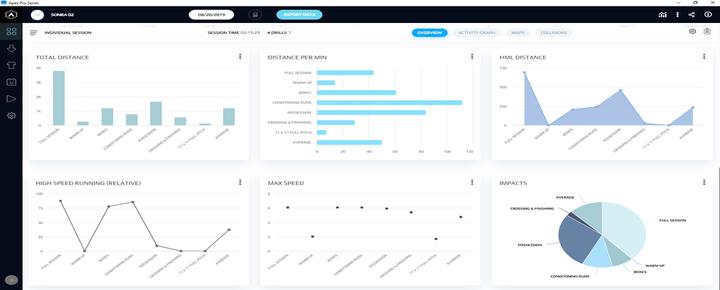 Apex Pro Series
SONRA 02
08/20/2019
EXPORT DATA
INDIVIDUAL SESSION
SESSION TIME 02:15:25
# DRILLS 7
OVERVIEW
ACTIVITY GRAPH
MAPS
COLLISIONS
TOTAL DISTANCE
4K
3K
2K
1K
0
FULL SESSION
WARM-UP
BOXES
CONDITIONING RUNS
POSSESSION
CROSSING & FINISHING
11 V 11 FULL PITCH
AVERAGE
DISTANCE PER MIN
FULL SESSION
WARM-UP
BOXES
CONDITIONING RUNS
POSSESSION
CROSSING & FINISHING
11 V 11 FULL PITCH
AVERAGE
0 20 40 60 80 100 120
HML DISTANCE
750
500
250
0
FULL SESSION
WARM-UP
BOXES
CONDITIONING RUNS
POSSESSION
CROSSING & FINISHING
11 V 11 FULL PITCH
AVERAGE
HIGH SPEED RUNNING (RELATIVE)
100
75
50
25
0
FULL SESSION
WARM-UP
BOXES
CONDITIONING RUNS
POSSESSION
CROSSING & FINISHING
11 V 11 FULL PITCH
AVERAGE
MAX SPEED
8
6
4
2
0
FULL SESSION
WARM-UP
BOXES
CONDITIONING RUNS
POSSESSION
CROSSING & FINISHING
11 V 11 FULL PITCH
AVERAGE
IMPACTS
AVERAGE
CROSSING & FINISHING
FULL SESSION
POSSESSION
WARM-UP
BOXES
CONDITIONING RUNS